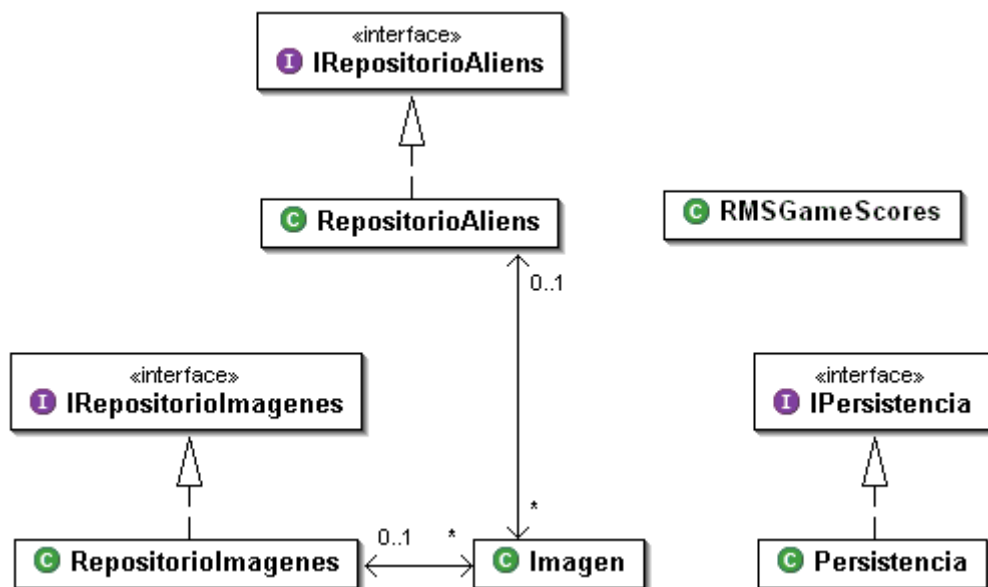 «interface»
I IRepositorioAliens
C RepositorioAliens
C RMSGameScores
0..1
«interface»
I IRepositorioImagenes
«interface»
I IPersistencia
*
0..1 *
C RepositorioImagenes
C Imagen
C Persistencia